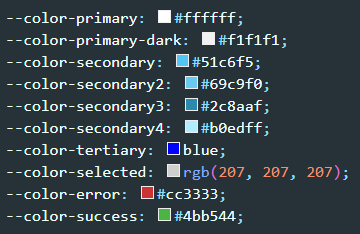 --color-primary: #ffffff;
--color-primary-dark: #f1f1f1;
--color-secondary: #51c6f5;
--color-secondary2: #69c9f0;
--color-secondary3: #2c8aaf;
--color-secondary4: #b0edff;
--color-tertiary: blue;
--color-selected: rgb(207, 207, 207);
--color-error: #cc3333;
--color-success: #4bb544;